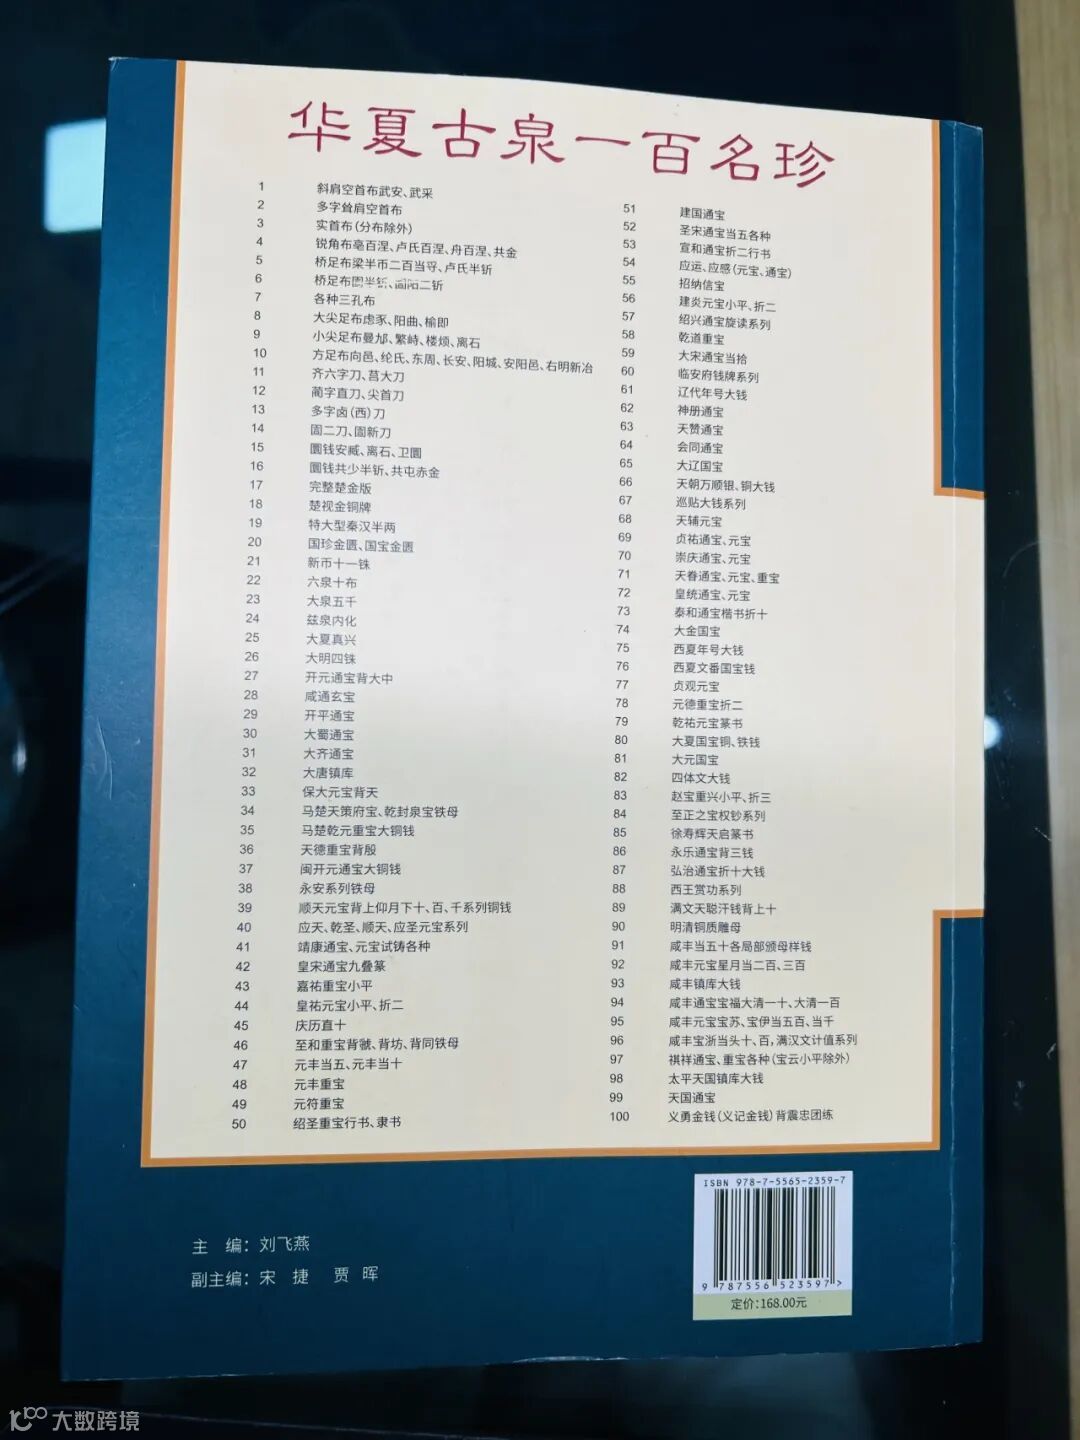 华夏古泉一百名珍
1 斜肩空首布武安、武采
2 多字耸肩空首布
3 实首布(分布除外)
4 锐角布亳百涅、卢氏百涅、舟百涅、共金
5 桥足布梁半币二百当寽、卢氏半釿
6 桥足布圁半釿、圁阳二釿
7 各种三孔布
8 大尖足布虑豕、阳曲、榆即
9 小尖足布曼邥、繁峙、楼烦、离石
10 方足布向邑、纶氏、东周、长安、阳城、安阳邑、右明新冶
11 齐六字刀、莒大刀
12 蔺字直刀、尖首刀
13 多字卤(西)刀
14 固二刀、固新刀
15 圜钱安臧、离石、卫圜
16 圜钱共少半釿、共屯赤金
17 完整楚金版
18 楚视金铜牌
19 特大型秦汉半两
20 国珍金匮、国宝金匮
21 新币十一铢
22 六泉十布
23 大泉五千
24 兹泉内化
25 大夏真兴
26 大明四铢
27 开元通宝背大中
28 咸通玄宝
29 开平通宝
30 大蜀通宝
31 大齐通宝
32 大唐镇库
33 保大元宝背天
34 马楚天策府宝、乾封泉宝铁母
35 马楚乾元重宝大铜钱
36 天德重宝背殷
37 闽开元通宝大铜钱
38 永安系列铁母
39 顺天元宝背上仰月下十、百、千系列铜钱
40 应天、乾圣、顺天、应圣元宝系列
41 靖康通宝、元宝试铸各种
42 皇宋通宝九叠篆
43 嘉祐重宝小平
44 皇祐元宝小平、折二
45 庆历直十
46 至和重宝背虢、背坊、背同铁母
47 元丰当五、元丰当十
48 元丰重宝
49 元符重宝
50 绍圣重宝行书、隶书
51 建国通宝
52 圣宋通宝当五各种
53 宣和通宝折二行书
54 应运、应感(元宝、通宝)
55 招纳信宝
56 建炎元宝小平、折二
57 绍兴通宝旋读系列
58 乾道重宝
59 大宋通宝当拾
60 临安府钱牌系列
61 辽代年号大钱
62 神册通宝
63 天赞通宝
64 会同通宝
65 大辽国宝
66 天朝万顺银、铜大钱
67 巡贴大钱系列
68 天辅元宝
69 贞祐通宝、元宝
70 崇庆通宝、元宝
71 天眷通宝、元宝、重宝
72 皇统通宝、元宝
73 泰和通宝楷书折十
74 大金国宝
75 西夏年号大钱
76 西夏文番国宝钱
77 贞观元宝
78 元德重宝折二
79 乾祐元宝篆书
80 大夏国宝铜、铁钱
81 大元国宝
82 四体文大钱
83 赵宝重兴小平、折三
84 至正之宝权钞系列
85 徐寿辉天启篆书
86 永乐通宝背三钱
87 弘治通宝折十大钱
88 西王赏功系列
89 满文天聪汗钱背上十
90 明清铜质雕母
91 咸丰当五十各局部颁母样钱
92 咸丰元宝星月当二百、三百
93 咸丰镇库大钱
94 咸丰通宝宝福大清一十、大清一百
95 咸丰元宝宝苏、宝伊当五百、当千
96 咸丰宝浙当头十、百,满汉文计值系列
97 祺祥通宝、重宝各种(宝云小平除外)
98 太平天国镇库大钱
99 天国通宝
100 义勇金钱(义记金钱)背震忠团练
主 编:刘飞燕
副主编:宋 捷 贾 晖
ISBN 978-7-5565-2359-7
9 787556 523597>
定价:168.00元
大数跨境